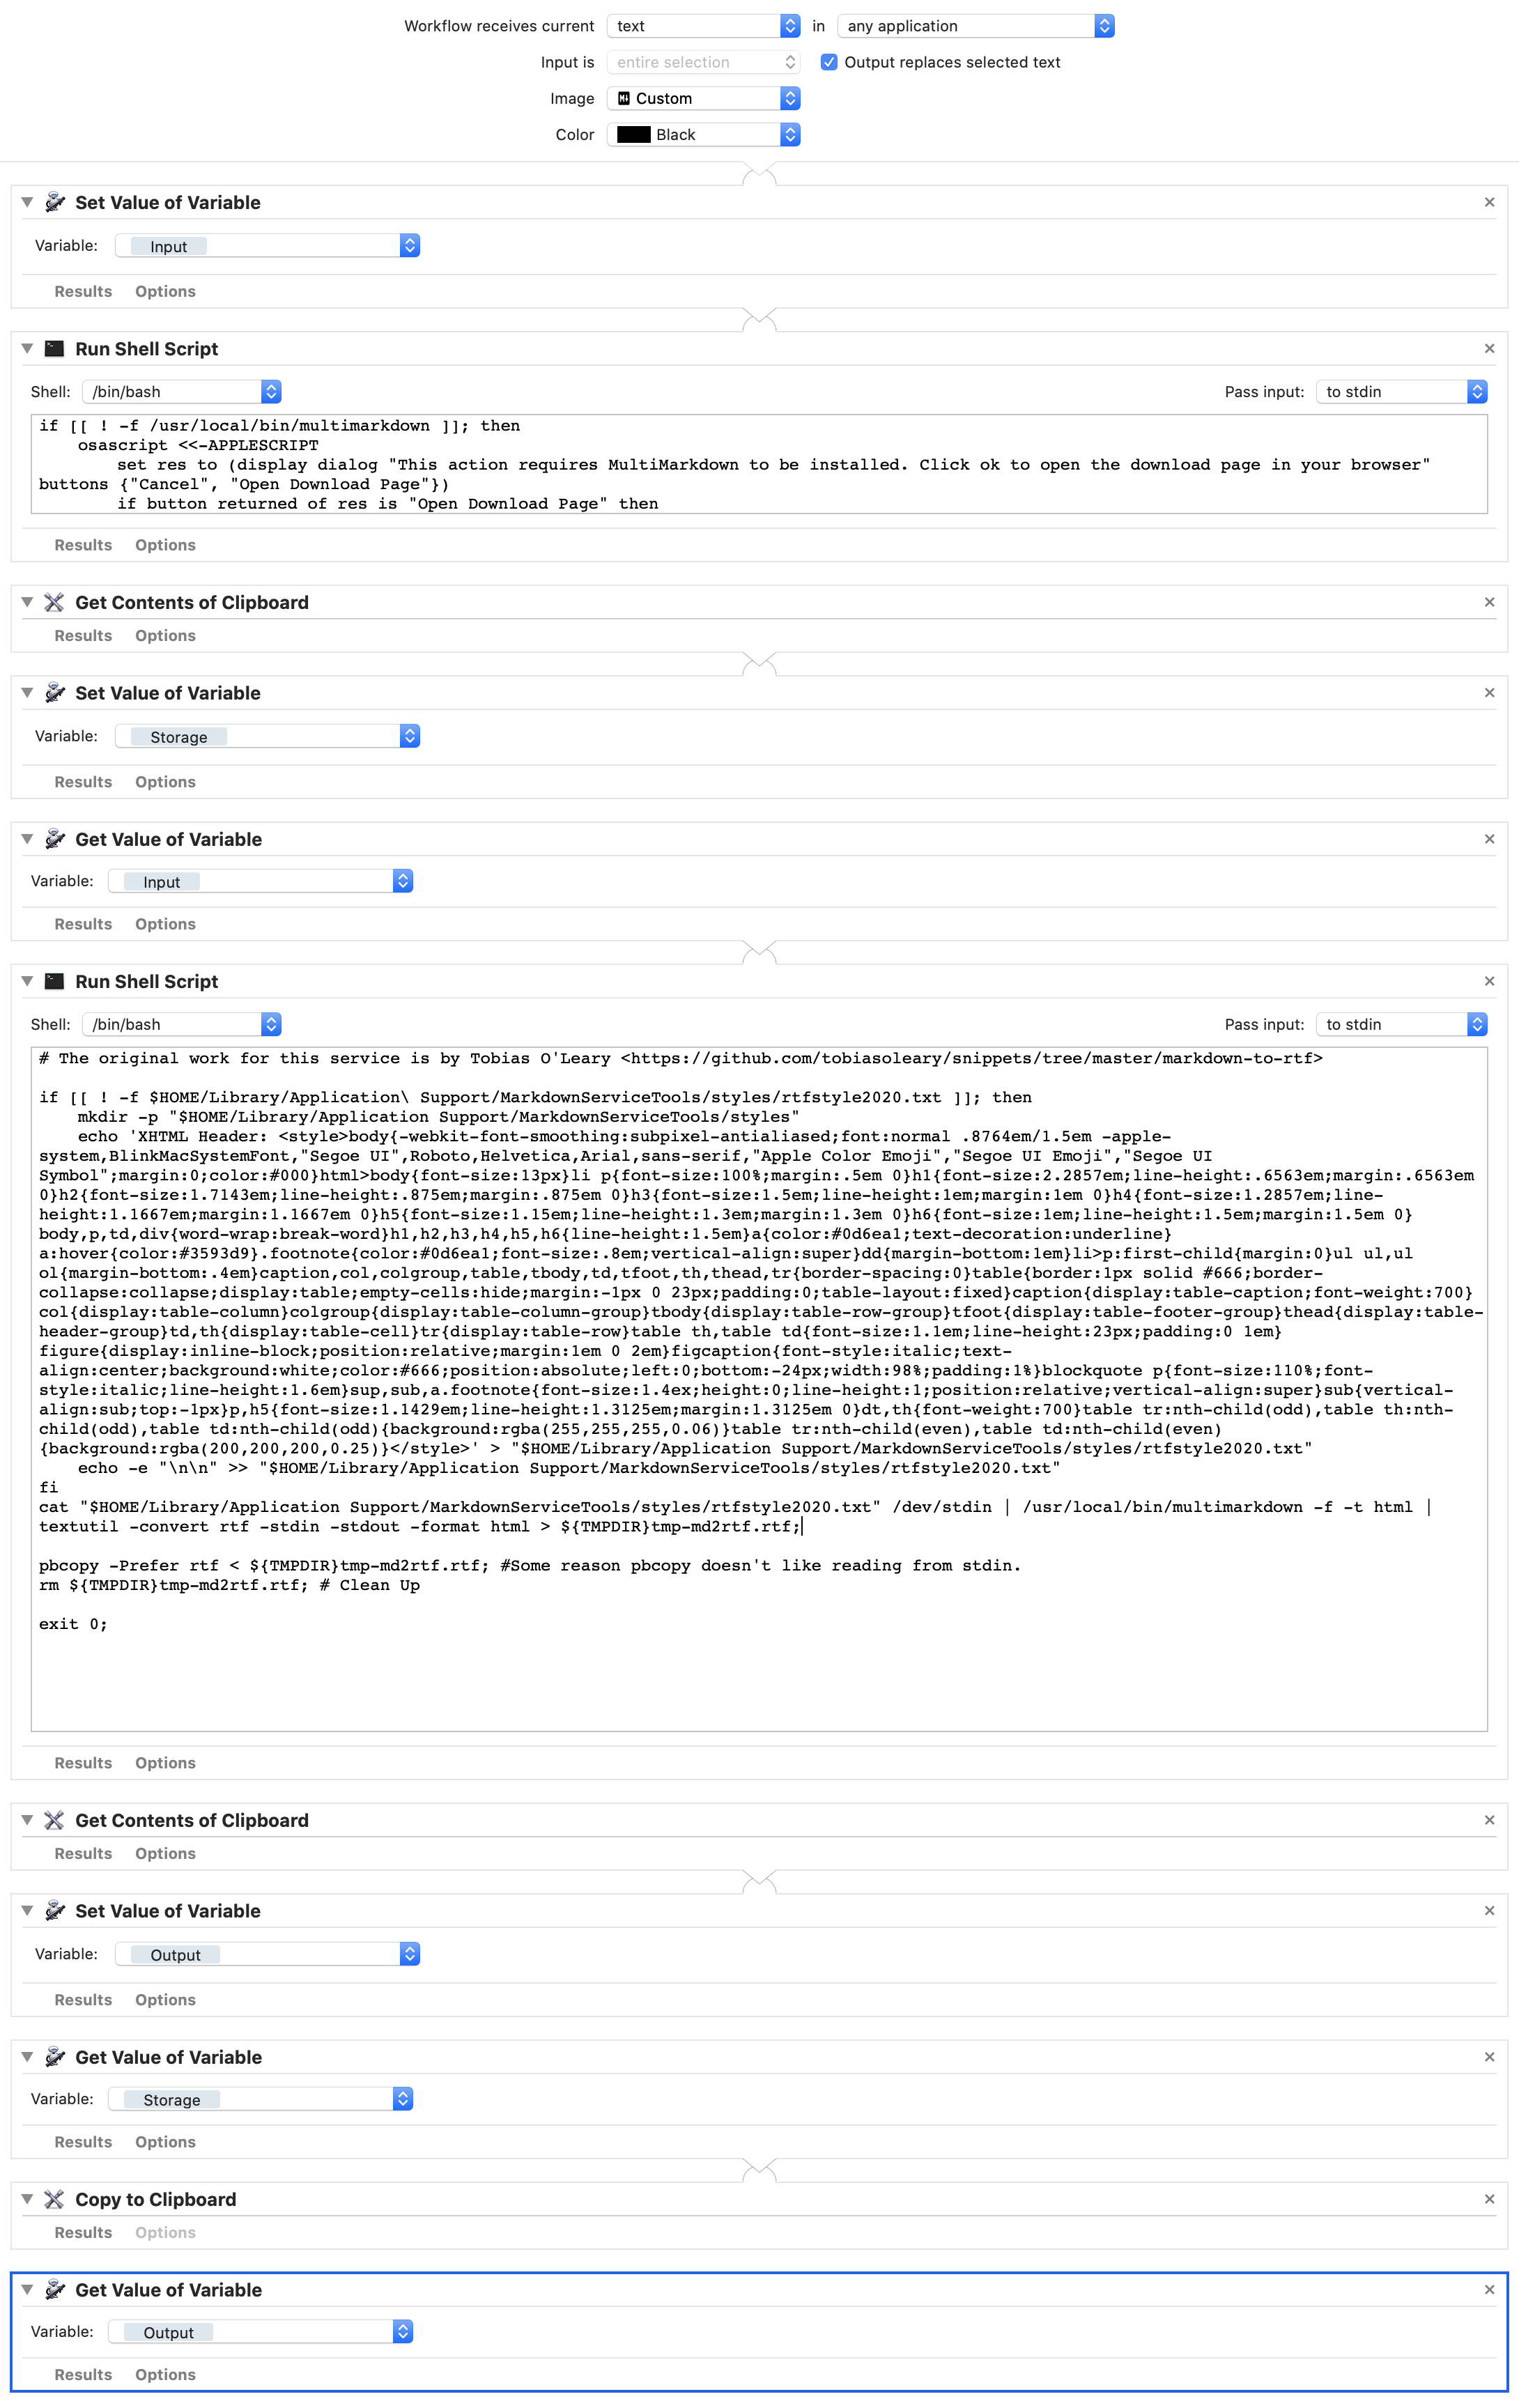 Workflow receives current text in any application
Input is entire selection Output replaces selected text
Image Custom
Color Black
Set Value of Variable
Variable: Input
Results Options
Run Shell Script
Shell: /bin/bash Pass input: to stdin
if [[ ! -f /usr/local/bin/multimarkdown ]]; then
osascript <<-APPLESCRIPT
set res to (display dialog "This action requires MultiMarkdown to be installed. Click ok to open the download page in your browser"
buttons {"Cancel", "Open Download Page"})
if button returned of res is "Open Download Page" then
Results Options
Get Contents of Clipboard
Results Options
Set Value of Variable
Variable: Storage
Results Options
Get Value of Variable
Variable: Input
Results Options
Run Shell Script
Shell: /bin/bash Pass input: to stdin
# The original work for this service is by Tobias O'Leary <https://github.com/tobiasoleary/snippets/tree/master/markdown-to-rtf>
if [[ ! -f $HOME/Library/Application\ Support/MarkdownServiceTools/styles/rtfstyle2020.txt ]]; then
mkdir -p "$HOME/Library/Application Support/MarkdownServiceTools/styles"
echo 'XHTML Header: <style>body{-webkit-font-smoothing:subpixel-antialiased;font:normal .8764em/1.5em -apple-
system,BlinkMacSystemFont,"Segoe UI",Roboto,Helvetica,Arial,sans-serif,"Apple Color Emoji","Segoe UI Emoji","Segoe UI
Symbol";margin:0;color:#000}html>body{font-size:13px}li p{font-size:100%;margin:.5em 0}h1{font-size:2.2857em;line-height:.6563em;margin:.6563em
0}h2{font-size:1.7143em;line-height:.875em;margin:.875em 0}h3{font-size:1.5em;line-height:1em;margin:1em 0}h4{font-size:1.2857em;line-
height:1.1667em;margin:1.1667em 0}h5{font-size:1.15em;line-height:1.3em;margin:1.3em 0}h6{font-size:1em;line-height:1.5em;margin:1.5em 0}
body,p,td,div{word-wrap:break-word}h1,h2,h3,h4,h5,h6{line-height:1.5em}a{color:#0d6ea1;text-decoration:underline}
a:hover{color:#3593d9}.footnote{color:#0d6ea1;font-size:.8em;vertical-align:super}dd{margin-bottom:1em}li>p:first-child{margin:0}ul ul,ul
ol{margin-bottom:.4em}caption,col,colgroup,table,tbody,td,tfoot,th,thead,tr{border-spacing:0}table{border:1px solid #666;border-
collapse:collapse;display:table;empty-cells:hide;margin:-1px 0 23px;padding:0;table-layout:fixed}caption{display:table-caption;font-weight:700}
col{display:table-column}colgroup{display:table-column-group}tbody{display:table-row-group}tfoot{display:table-footer-group}thead{display:table-
header-group}td,th{display:table-cell}tr{display:table-row}table th,table td{font-size:1.1em;line-height:23px;padding:0 1em}
figure{display:inline-block;position:relative;margin:1em 0 2em}figcaption{font-style:italic;text-
align:center;background:white;color:#666;position:absolute;left:0;bottom:-24px;width:98%;padding:1%}blockquote p{font-size:110%;font-
style:italic;line-height:1.6em}sup,sub,a.footnote{font-size:1.4ex;height:0;line-height:1;position:relative;vertical-align:super}sub{vertical-
align:sub;top:-1px}p,h5{font-size:1.1429em;line-height:1.3125em;margin:1.3125em 0}dt,th{font-weight:700}table tr:nth-child(odd),table th:nth-
child(odd),table td:nth-child(odd){background:rgba(255,255,255,0.06)}table tr:nth-child(even),table td:nth-child(even)
{background:rgba(200,200,200,0.25)}</style>' > "$HOME/Library/Application Support/MarkdownServiceTools/styles/rtfstyle2020.txt"
echo -e "\n\n" >> "$HOME/Library/Application Support/MarkdownServiceTools/styles/rtfstyle2020.txt"
fi
cat "$HOME/Library/Application Support/MarkdownServiceTools/styles/rtfstyle2020.txt" /dev/stdin | /usr/local/bin/multimarkdown -f -t html |
textutil -convert rtf -stdin -stdout -format html > ${TMPDIR}tmp-md2rtf.rtf;
pbcopy -Prefer rtf < ${TMPDIR}tmp-md2rtf.rtf; #Some reason pbcopy doesn't like reading from stdin.
rm ${TMPDIR}tmp-md2rtf.rtf; # Clean Up
exit 0;
Results Options
Get Contents of Clipboard
Results Options
Set Value of Variable
Variable: Output
Results Options
Get Value of Variable
Variable: Storage
Results Options
Copy to Clipboard
Results Options
Get Value of Variable
Variable: Output
Results Options